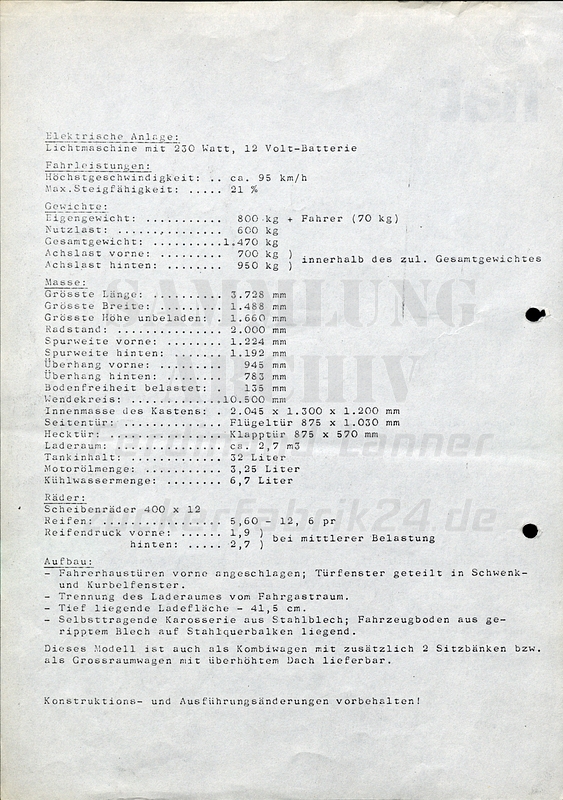 Elektrische Anlage:
Lichtmaschine mit 230 Watt, 12 Volt-Batterie
Fahrleistungen:
Höchstgeschwindigkeit: .. ca. 95 km/h
Max.Steigfähigkeit: ..... 21 %
Gewichte:
Eigengewicht: ........... 800 kg + Fahrer (70 kg)
Nutzlast: ............... 600 kg
Gesamtgewicht: ..........1.470 kg
Achslast vorne: ......... 700 kg )
Achslast hinten: ........ 950 kg ) innerhalb des zul. Gesamtgewichtes
Masse:
Grösste Länge: .......... 3.728 mm
Grösste Breite: ......... 1.488 mm
Grösste Höhe unbeladen: . 1.660 mm
Radstand: ............... 2.000 mm
Spurweite vorne: ........ 1.224 mm
Spurweite hinten: ....... 1.192 mm
Überhang vorne: ......... 945 mm
Überhang hinten: ........ 783 mm
Bodenfreiheit belastet: . 135 mm
Wendekreis: .............10.500 mm
Innenmasse des Kastens: . 2.045 x 1.300 x 1.200 mm
Seitentür: .............. Flügeltür 875 x 1.030 mm
Hecktür: ................ Klapptür 875 x 570 mm
Laderaum: ............... ca. 2,7 m3
Tankinhalt: ............. 32 Liter
Motorölmenge: ........... 3,25 Liter
Kühlwassermenge: ........ 6,7 Liter
Räder:
Scheibenräder 400 x 12
Reifen: ................. 5,60 - 12, 6 pr
Reifendruck vorne: ...... 1,9 )
hinten: ..... 2,7 ) bei mittlerer Belastung
Aufbau:
- Fahrerhaustüren vorne angeschlagen; Türfenster geteilt in Schwenk-
und Kurbelfenster.
- Trennung des Laderaumes vom Fahrgastraum.
- Tief liegende Ladefläche - 41,5 cm.
- Selbsttragende Karosserie aus Stahlblech; Fahrzeugboden aus ge-
ripptem Blech auf Stahlquerbalken liegend.
Dieses Modell ist auch als Kombiwagen mit zusätzlich 2 Sitzbänken bzw.
als Grossraumwagen mit überhöhtem Dach lieferbar.
Konstruktions- und Ausführungsänderungen vorbehalten!
SAMMLUNG
ARCHIV